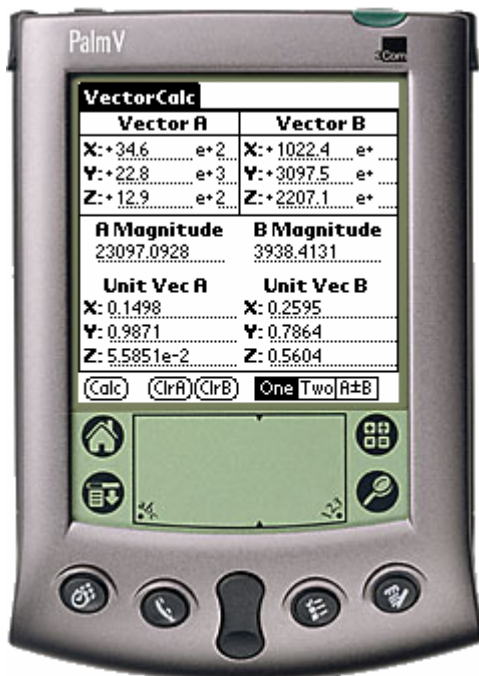 PalmV
3Com
VectorCalc
Vector A Vector B
X:+34.6 e+2 X:+1022.4 e+
Y:+22.8 e+3 Y:+3097.5 e+
Z:+12.9 e+2 Z:+2207.1 e+
A Magnitude B Magnitude
23097.0928 3938.4131
Unit Vec A Unit Vec B
X: 0.1498 X: 0.2595
Y: 0.9871 Y: 0.7864
Z: 5.5851e-2 Z: 0.5604
Calc ClrA ClrB One Two A±B